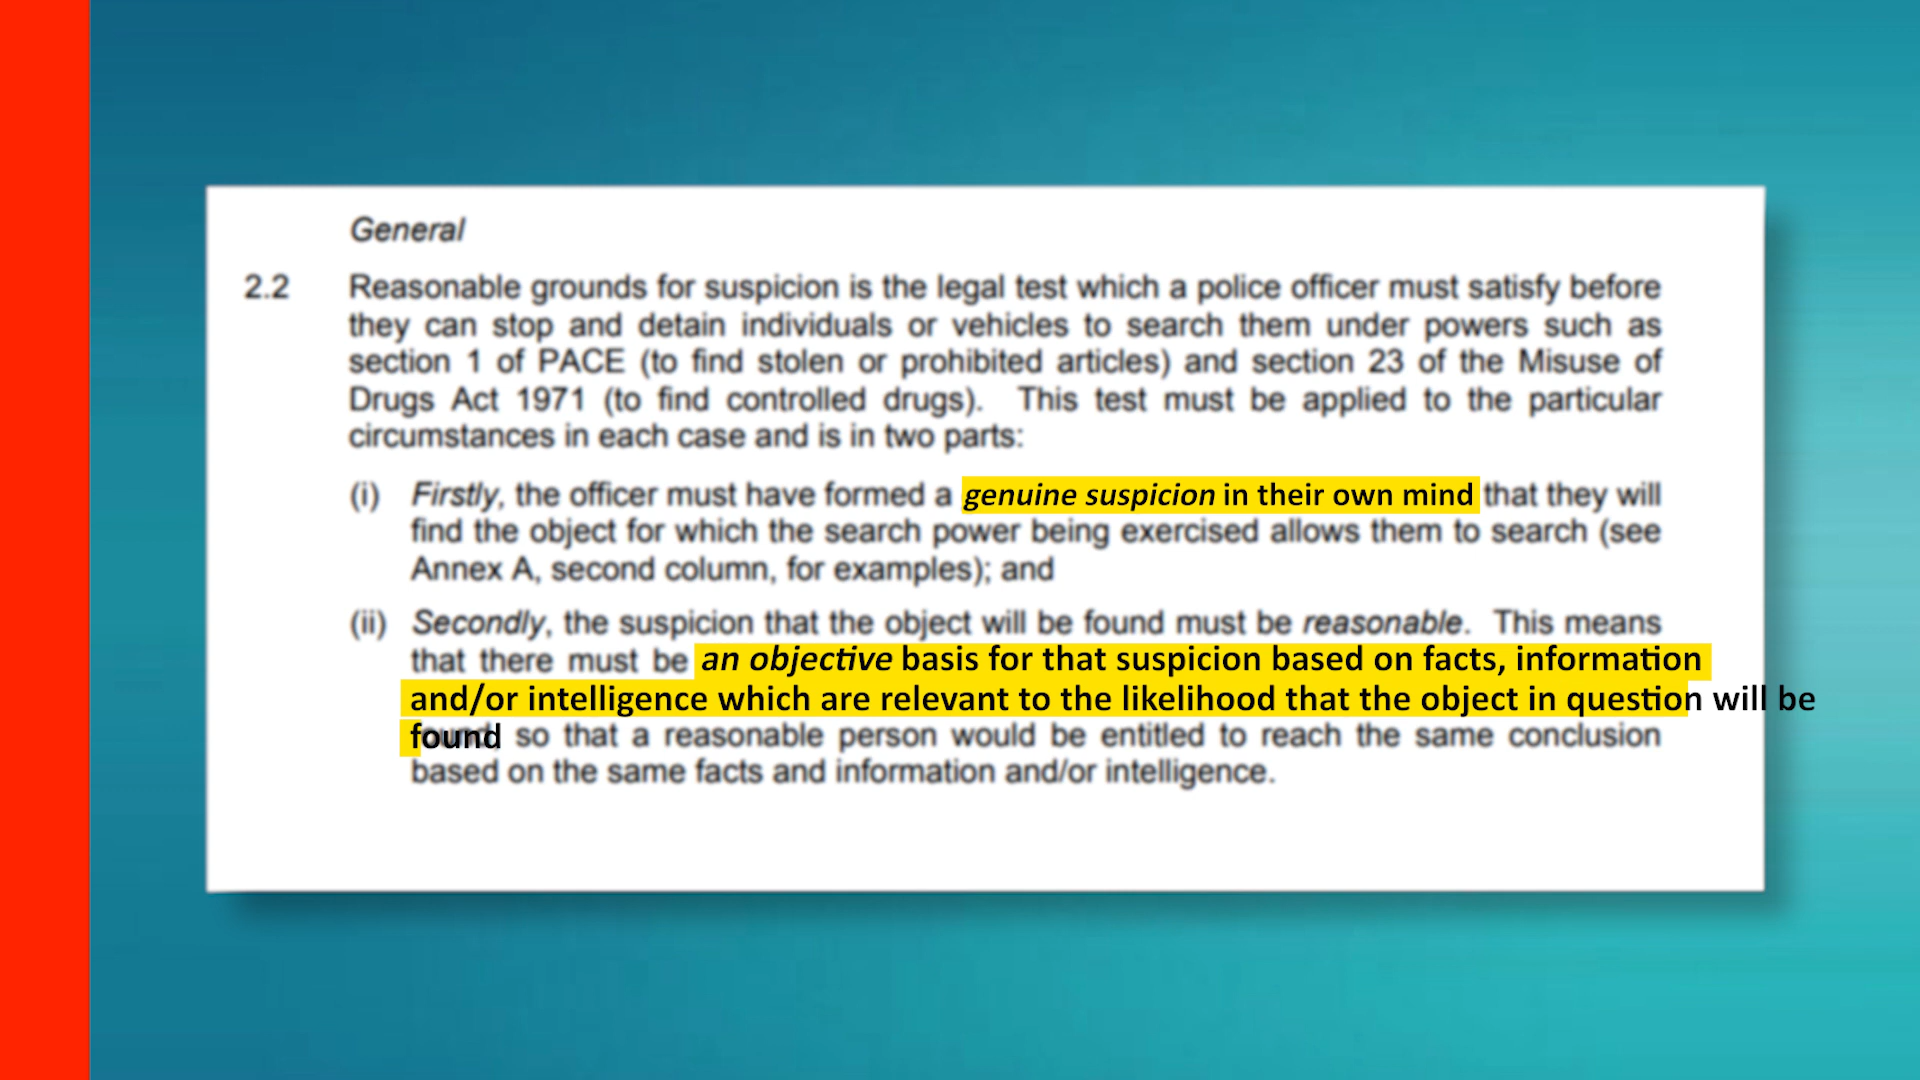 General
2.2 Reasonable grounds for suspicion is the legal test which a police officer must satisfy before
they can stop and detain individuals or vehicles to search them under powers such as
section 1 of PACE (to find stolen or prohibited articles) and section 23 of the Misuse of
Drugs Act 1971 (to find controlled drugs). This test must be applied to the particular
circumstances in each case and is in two parts:
(i) Firstly, the officer must have formed a genuine suspicion in their own mind that they will
find the object for which the search power being exercised allows them to search (see
Annex A, second column, for examples); and
(ii) Secondly, the suspicion that the object will be found must be reasonable. This means
that there must be an objective basis for that suspicion based on facts, information
and/or intelligence which are relevant to the likelihood that the object in question will be
found so that a reasonable person would be entitled to reach the same conclusion
based on the same facts and information and/or intelligence.